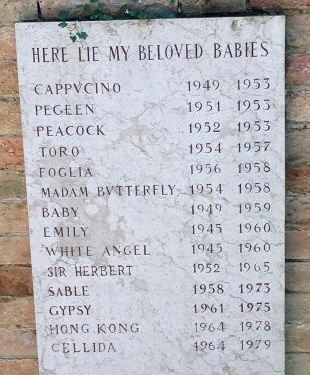 HERE LIE MY BELOVED BABIES
CAPPVCINO 1949 1953
PEGEEN 1951 1953
PEACOCK 1952 1953
TORO 1954 1957
FOGLIA 1956 1958
MADAM BVTTERFLY 1954 1958
BABY 1949 1959
EMILY 1945 1960
WHITE ANGEL 1945 1960
SIR HERBERT 1952 1965
SABLE 1958 1973
GYPSY 1961 1975
HONG KONG 1964 1978
CELLIDA 1964 1979